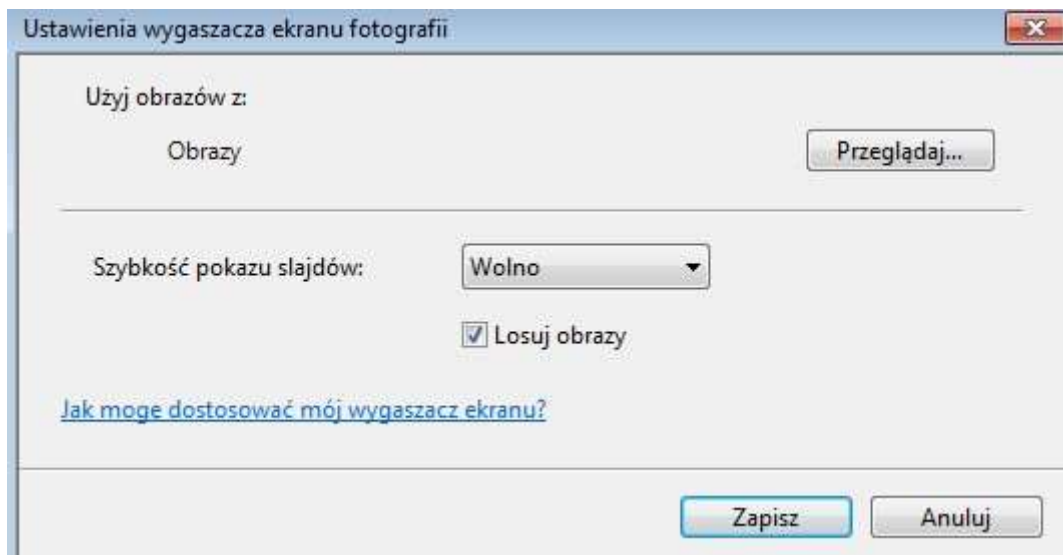 Ustawienia wygaszacza ekranu fotografii
Użyj obrazów z:
Obrazy
Przeglądaj...
Szybkość pokazu slajdów:
Wolno
Losuj obrazy
Jak moge dostosować mój wygaszacz ekranu?
Zapisz
Anuluj